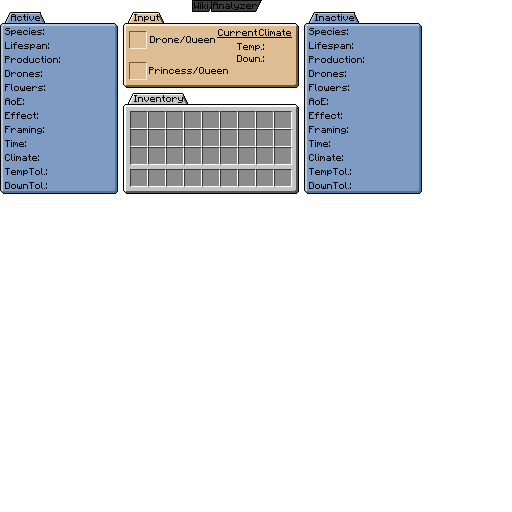 Wiki Analyzer
Active
Species:
Lifespan:
Production:
Drones:
Flowers:
AoE:
Effect:
Framing:
Time:
Climate:
TempTol:
DownTol:
Input
Drone/Queen
CurrentClimate
Temp:
Down:
Princess/Queen
Inventory
Inactive
Species:
Lifespan:
Production:
Drones:
Flowers:
AoE:
Effect:
Framing:
Time:
Climate:
TempTol:
DownTol: